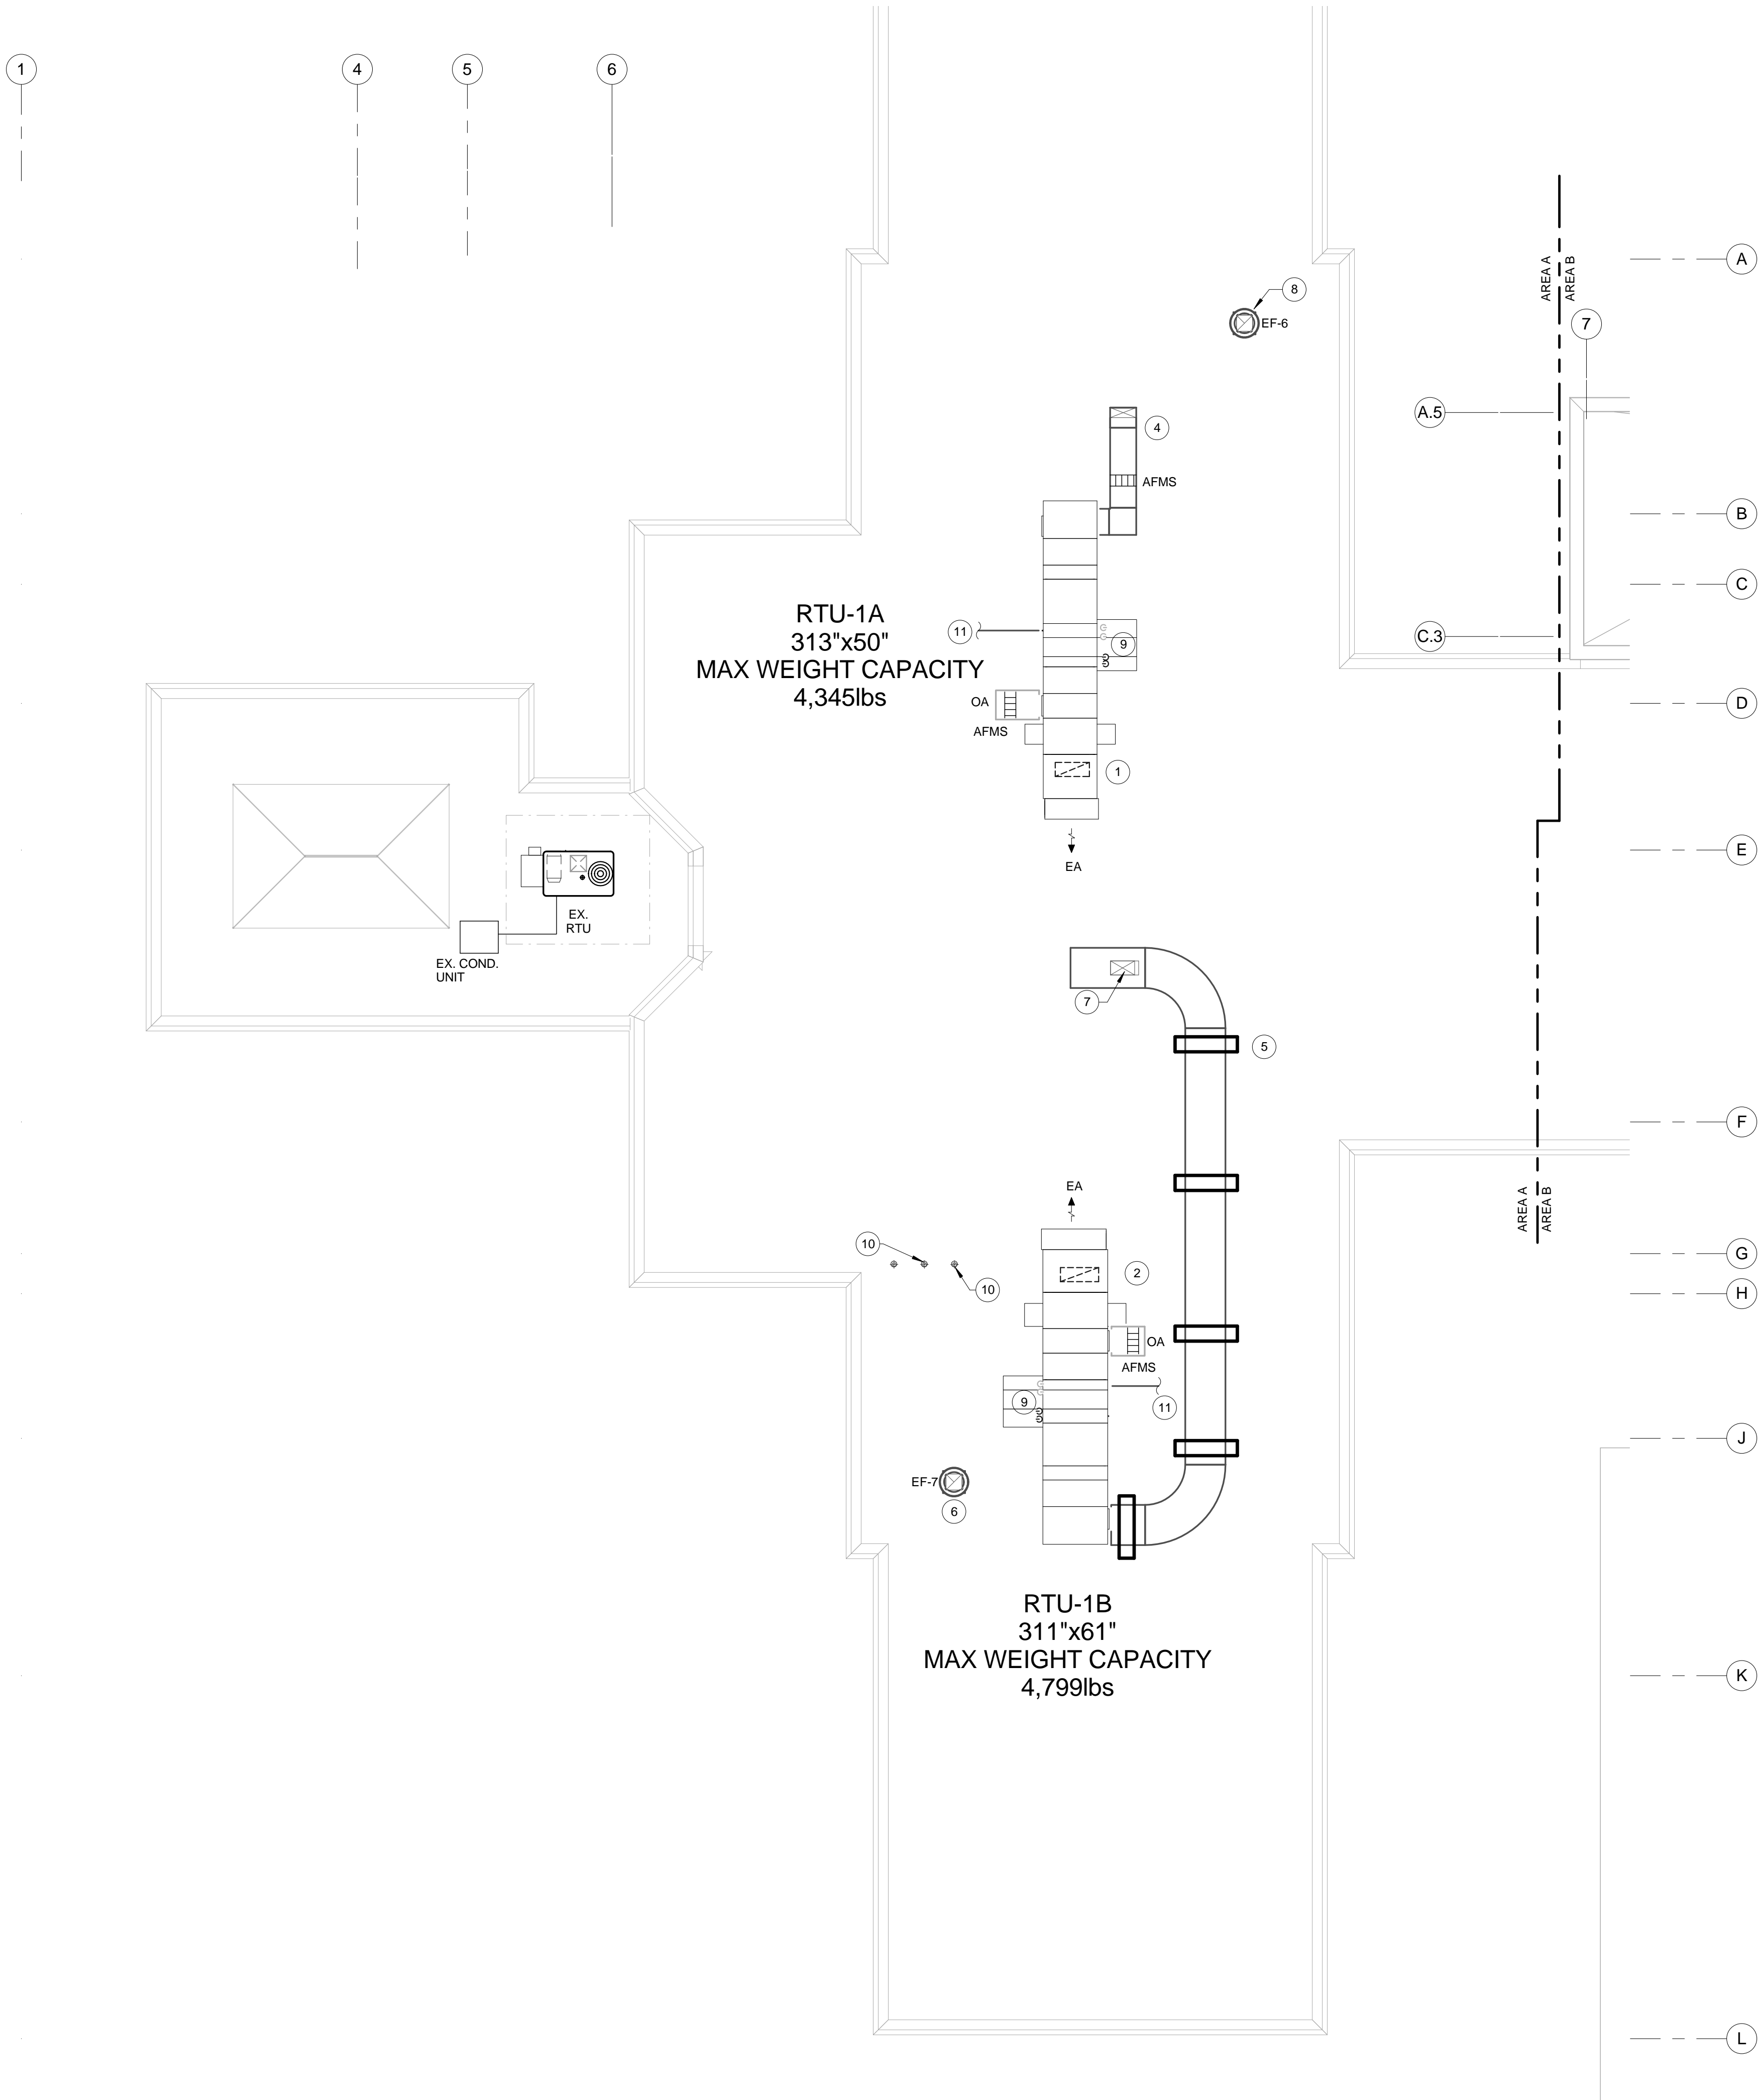 1
4
5
6
A
AREA A
AREA B
8
EF-6
7
A.5
4
AFMS
B
C
RTU-1A
313"x50"
MAX WEIGHT CAPACITY
4,345lbs
11
9
C.3
OA
AFMS
D
1
E
EA
EX.
RTU
EX. COND.
UNIT
7
5
F
EA
AREA A
AREA B
10
10
2
G
H
OA
AFMS
9
11
J
EF-7
6
RTU-1B
311"x61"
MAX WEIGHT CAPACITY
4,799lbs
K
L